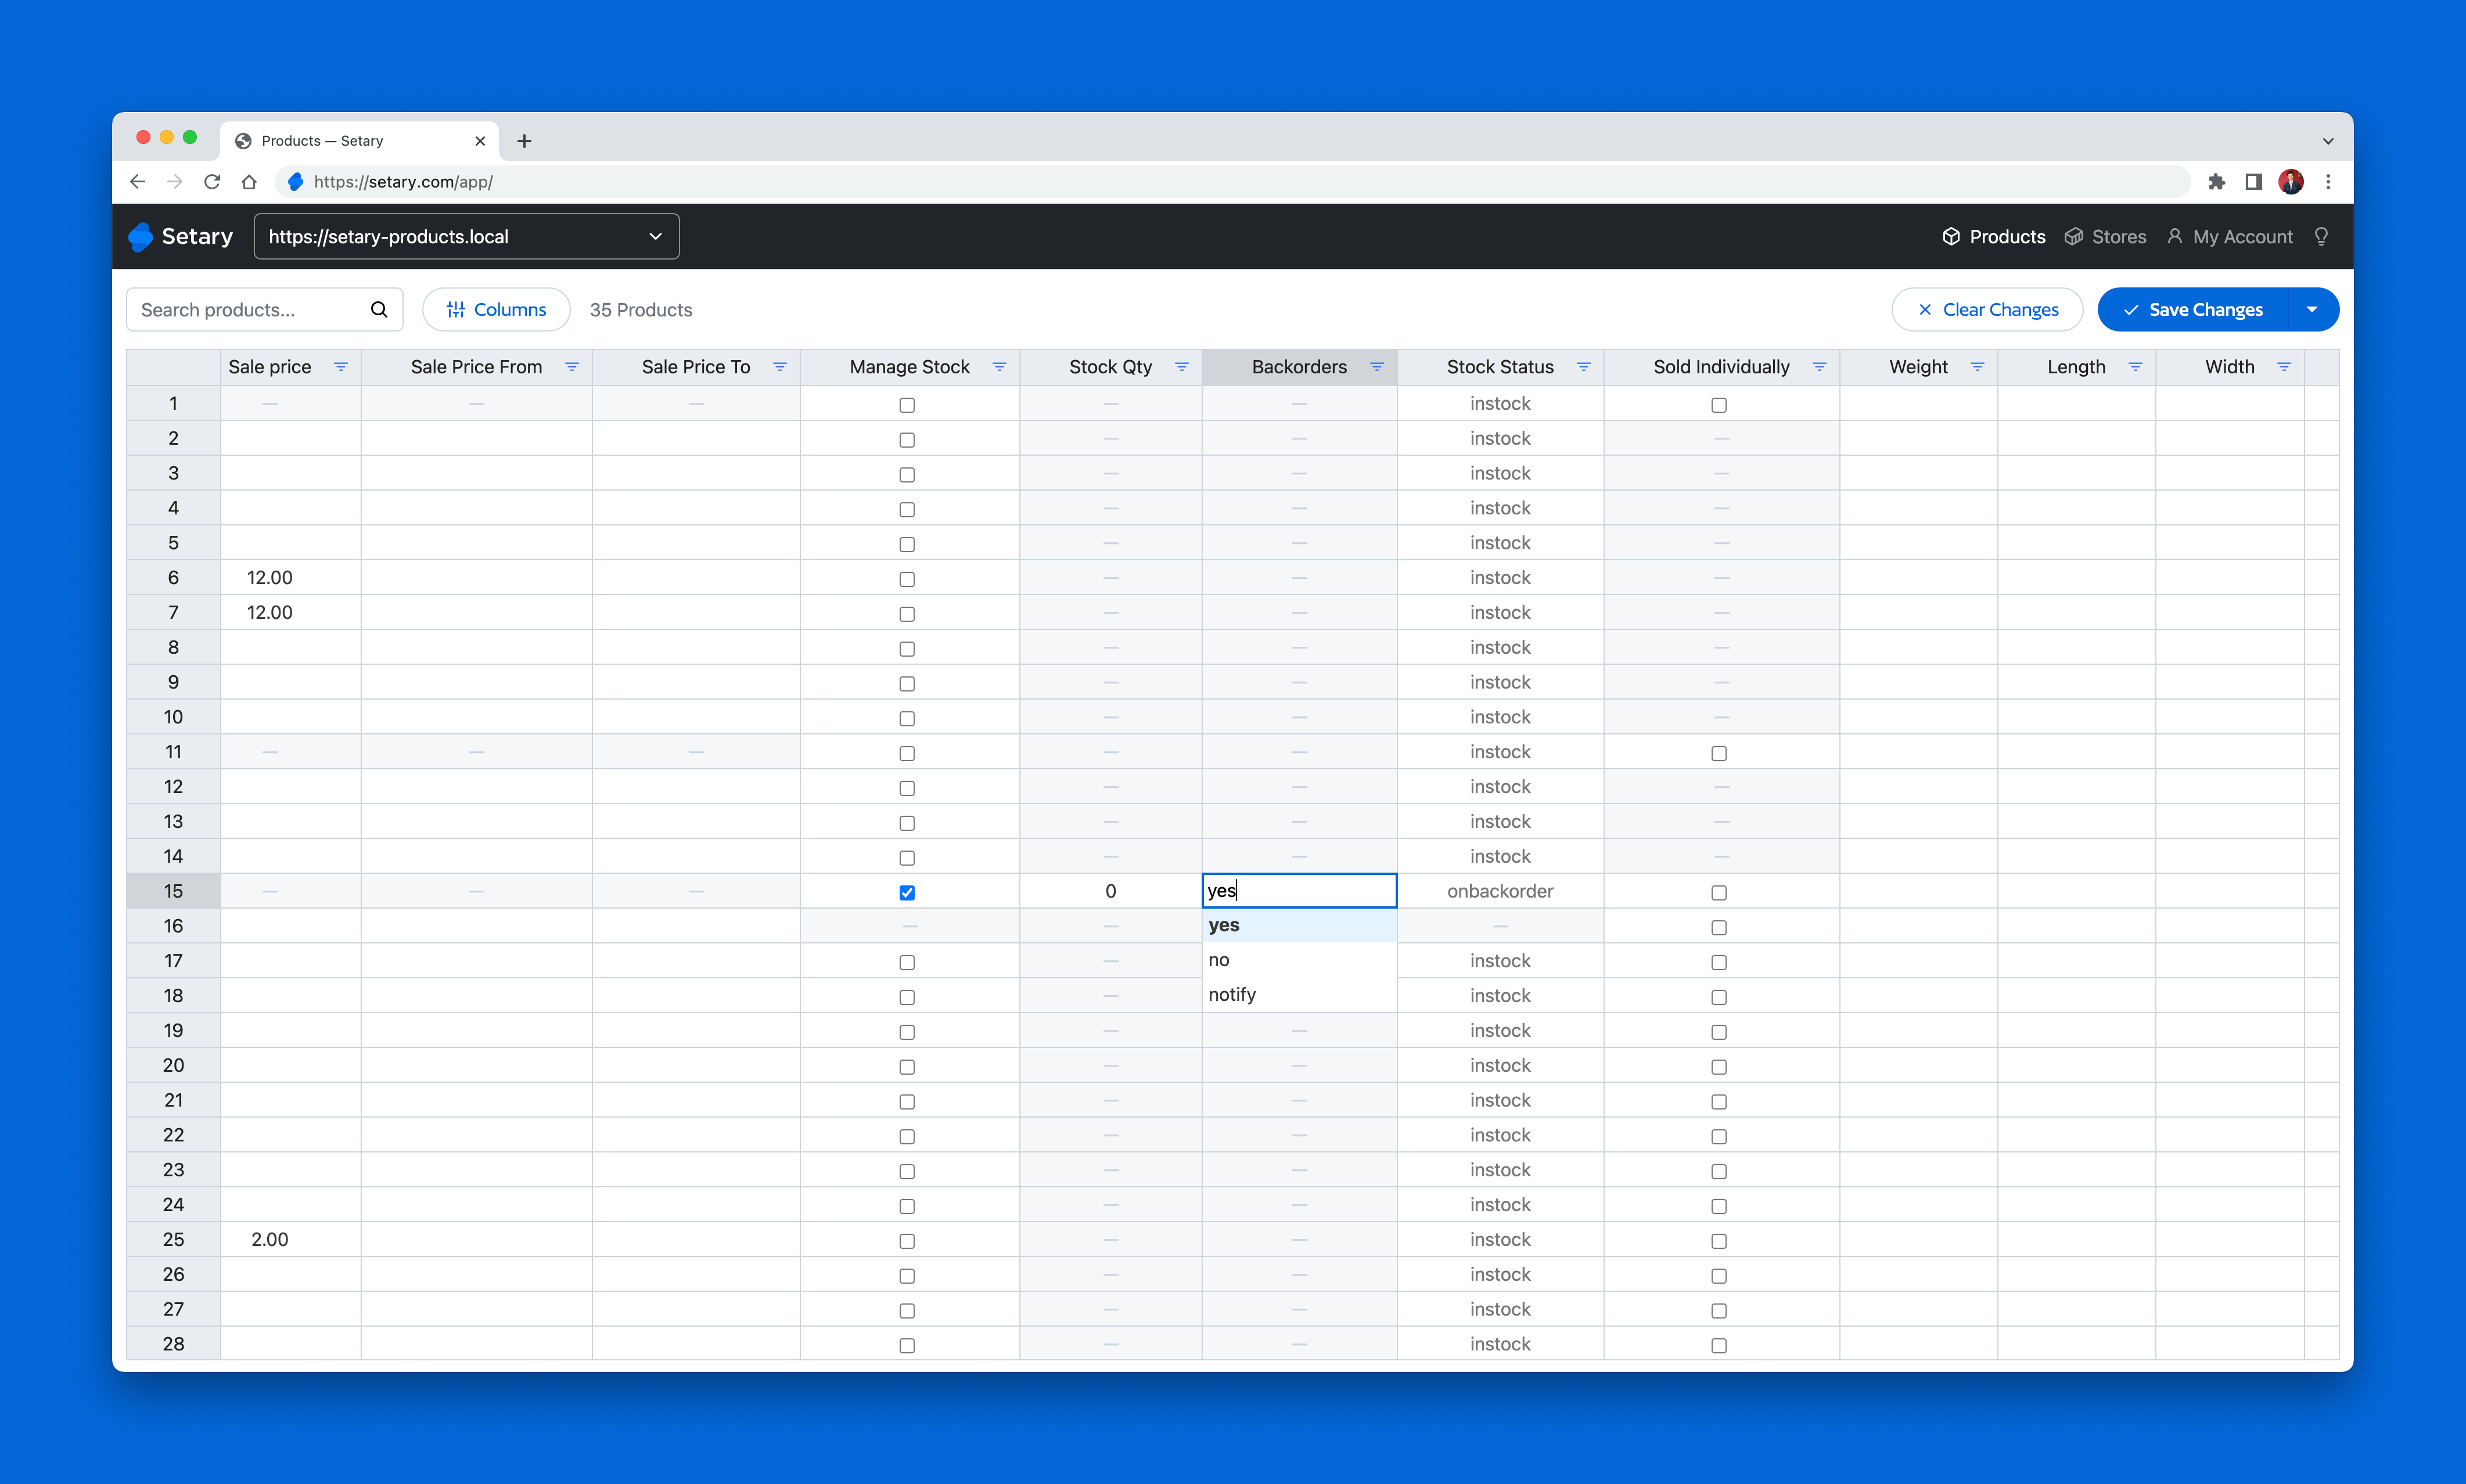 Products — Setary
https://setary.com/app/
Setary https://setary-products.local Products Stores My Account
Search products... Columns 35 Products Clear Changes Save Changes
Sale price Sale Price From Sale Price To Manage Stock Stock Qty Backorders Stock Status Sold Individually Weight Length Width
1 — — — — — instock
2 — — instock —
3 — — instock —
4 — — instock —
5 — — instock —
6 12.00 — — instock —
7 12.00 — — instock —
8 — — instock —
9 — — instock —
10 — — instock —
11 — — — — — instock
12 — — instock —
13 — — instock —
14 — — instock —
15 — — — 0 yes onbackorder
16 — — yes —
17 — no instock
18 — notify instock
19 — — instock
20 — — instock
21 — — instock
22 — — instock
23 — — instock
24 — — instock
25 2.00 — — instock
26 — — instock
27 — — instock
28 — — instock